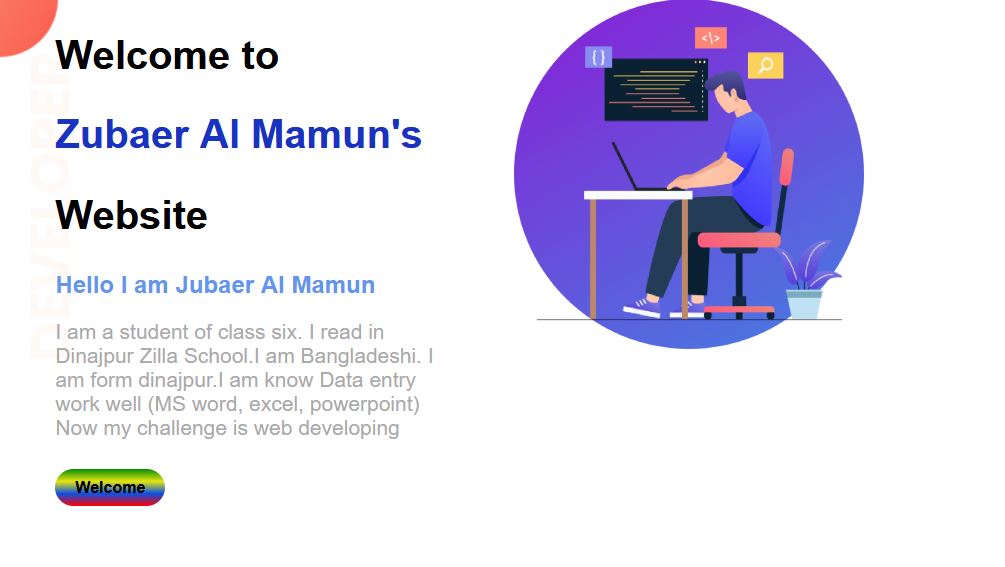 Welcome to
Zubaer Al Mamun's
Website
DEVELOPER
Hello I am Jubaer Al Mamun
I am a student of class six. I read in
Dinajpur Zilla School.I am Bangladeshi. I
am form dinajpur.I am know Data entry
work well (MS word, excel, powerpoint)
Now my challenge is web developing
Welcome
{ }
</>